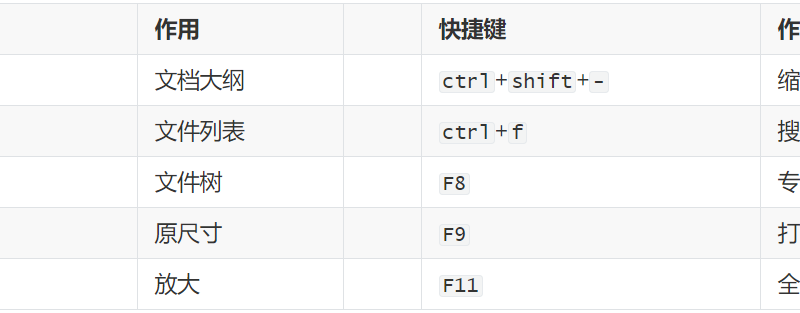 作用 快捷键 作
文档大纲 ctrl+shift+- 缩
文件列表 ctrl+f 搜
文件树 F8 专
原尺寸 F9 打
放大 F11 全